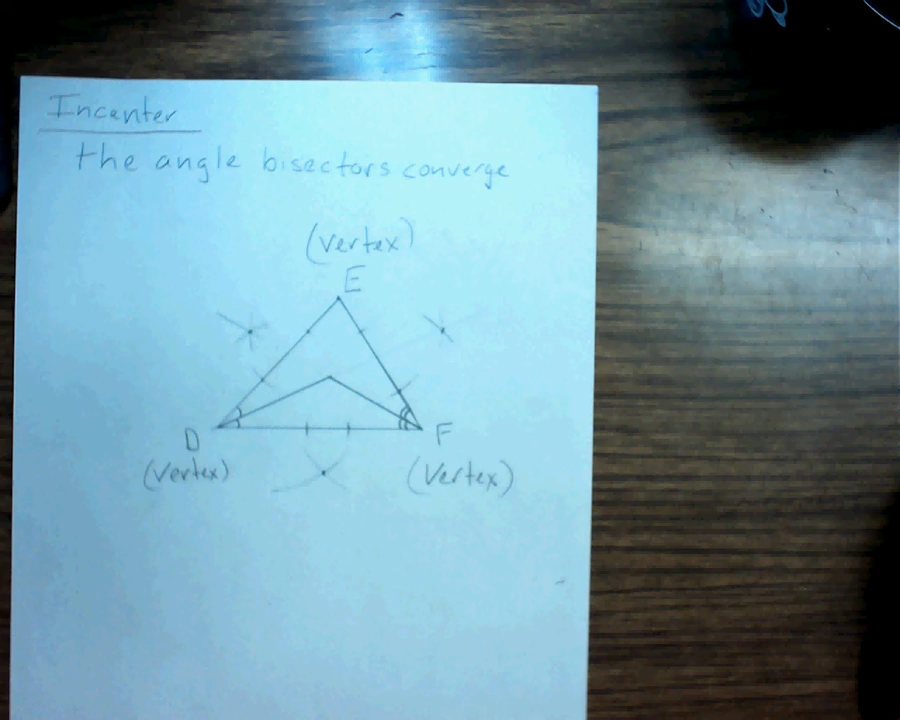 Incenter
the angle bisectors converge
(vertex)
E
D
F
(vertex)
(vertex)